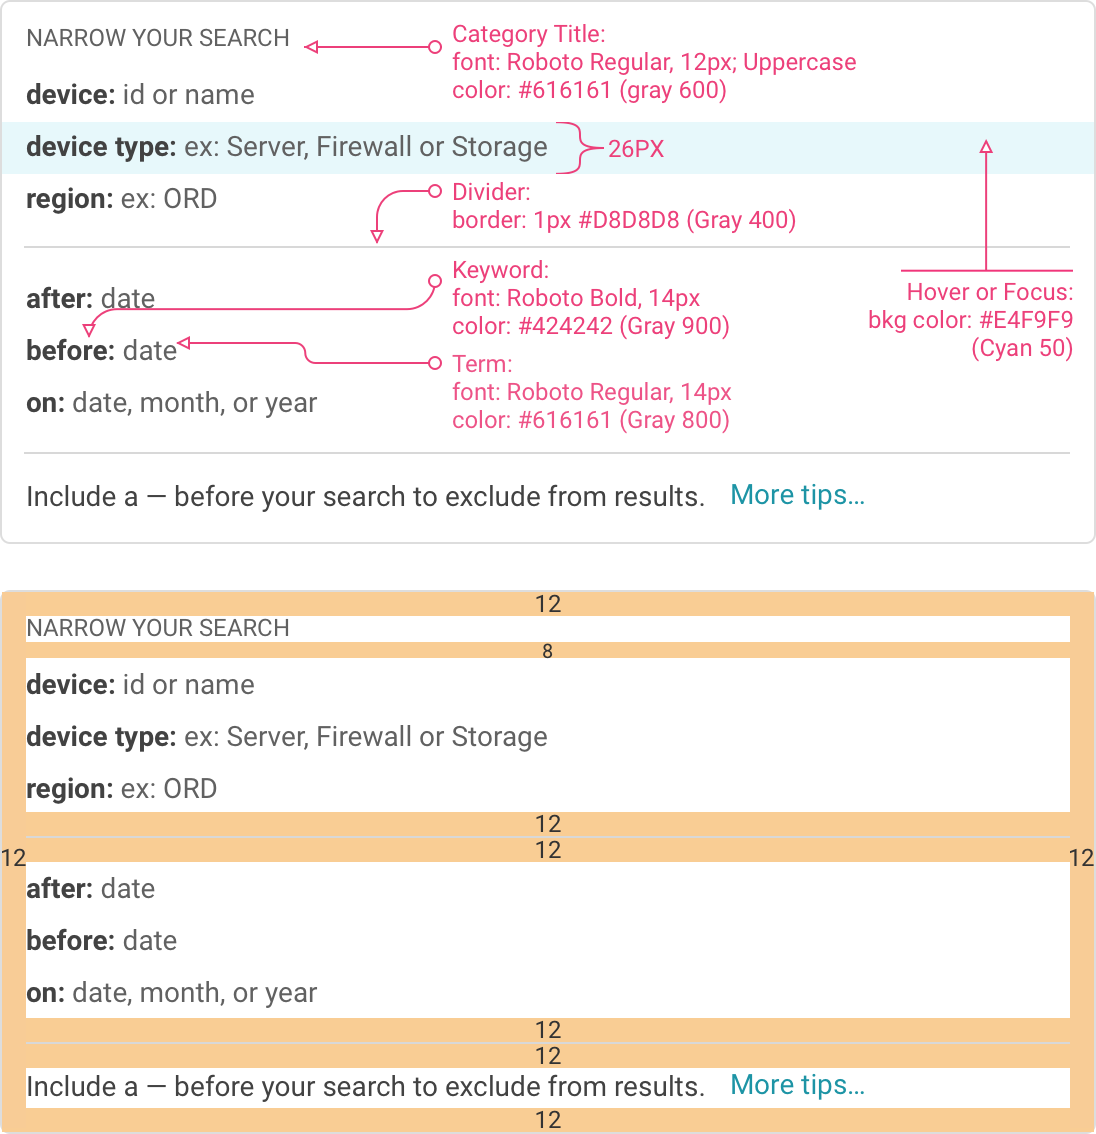 NARROW YOUR SEARCH
Category Title:
font: Roboto Regular, 12px; Uppercase
color: #616161 (gray 600)
device: id or name
device type: ex: Server, Firewall or Storage
26PX
region: ex: ORD
Divider:
border: 1px #D8D8D8 (Gray 400)
Keyword:
font: Roboto Bold, 14px
color: #424242 (Gray 900)
Hover or Focus:
bkg color: #E4F9F9
(Cyan 50)
after: date
before: date
Term:
font: Roboto Regular, 14px
color: #616161 (Gray 800)
on: date, month, or year
Include a — before your search to exclude from results. More tips...
12
NARROW YOUR SEARCH
8
device: id or name
device type: ex: Server, Firewall or Storage
region: ex: ORD
12
12
12
12
after: date
before: date
on: date, month, or year
12
12
Include a — before your search to exclude from results. More tips...
12